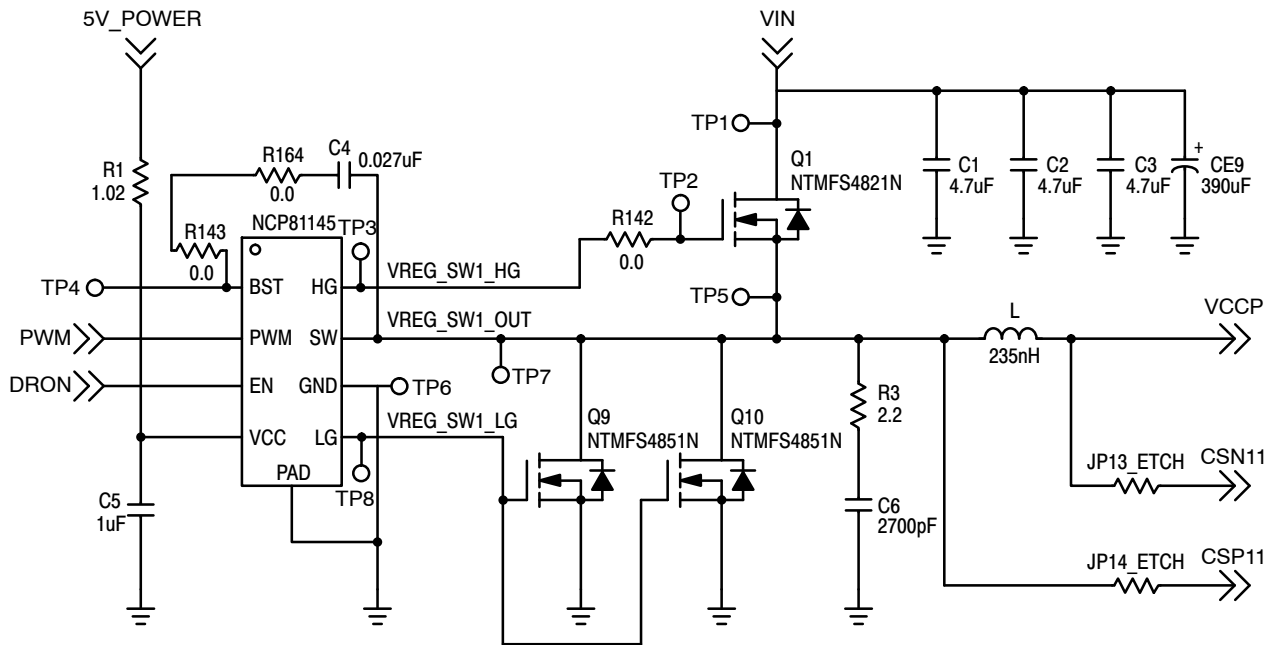 5V_POWER
VIN
TP1
R1
1.02
R164
0.0
C4
0.027uF
Q1
NTMFS4821N
C1
4.7uF
C2
4.7uF
C3
4.7uF
+
CE9
390uF
TP2
R143
0.0
NCP81145
TP3
R142
0.0
TP4
BST
HG
VREG_SW1_HG
TP5
PWM
PWM
SW
VREG_SW1_OUT
L
235nH
VCCP
DRON
EN
GND
TP6
TP7
VCC
LG
VREG_SW1_LG
Q9
NTMFS4851N
Q10
NTMFS4851N
R3
2.2
PAD
TP8
C5
1uF
C6
2700pF
JP13_ETCH
CSN11
JP14_ETCH
CSP11